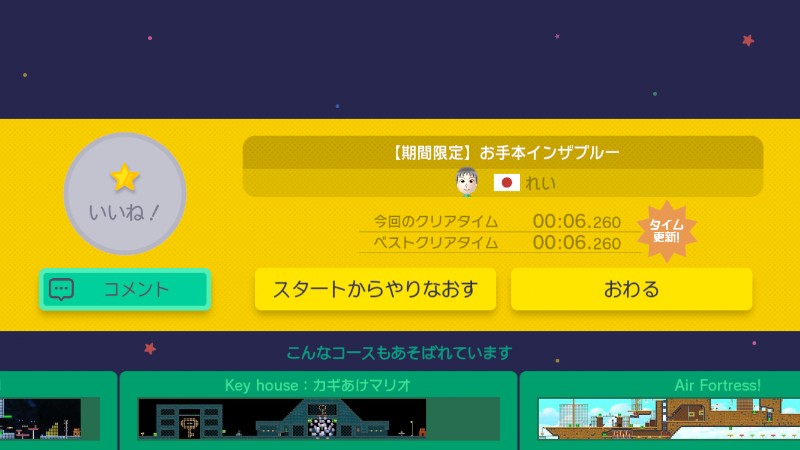 【期間限定】お手本インザブルー
れい
いいね！
今回のクリアタイム 00:06.260
ベストクリアタイム 00:06.260
タイム
更新!
コメント
スタートからやりなおす
おわる
こんなコースもあそばれています
Key house：カギあけマリオ
Air Fortress!